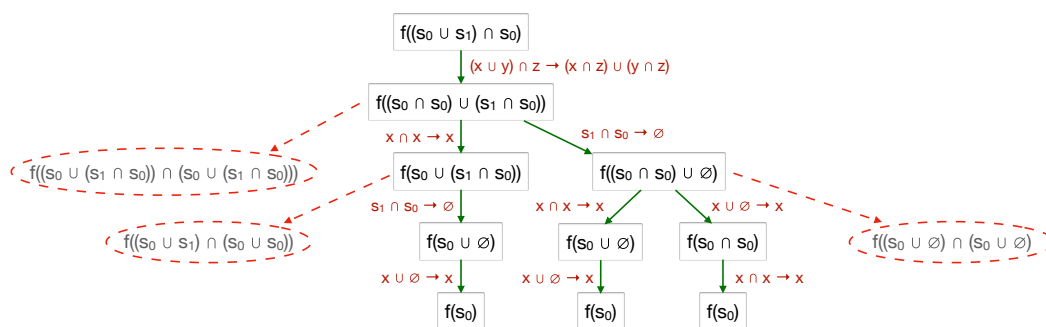 f((s₀ ∪ s₁) ∩ s₀)
(x ∪ y) ∩ z → (x ∩ z) ∪ (y ∩ z)
f((s₀ ∩ s₀) ∪ (s₁ ∩ s₀))
x ∩ x → x
s₁ ∩ s₀ → ∅
f((s₀ ∪ (s₁ ∩ s₀)) ∩ (s₀ ∪ (s₁ ∩ s₀)))
f(s₀ ∪ (s₁ ∩ s₀))
f((s₀ ∩ s₀) ∪ ∅)
s₁ ∩ s₀ → ∅
x ∩ x → x
x ∪ ∅ → x
f((s₀ ∪ s₁) ∩ (s₀ ∪ s₀))
f(s₀ ∪ ∅)
f(s₀ ∪ ∅)
f(s₀ ∩ s₀)
f((s₀ ∪ ∅) ∩ (s₀ ∪ ∅))
x ∪ ∅ → x
x ∪ ∅ → x
x ∩ x → x
f(s₀)
f(s₀)
f(s₀)